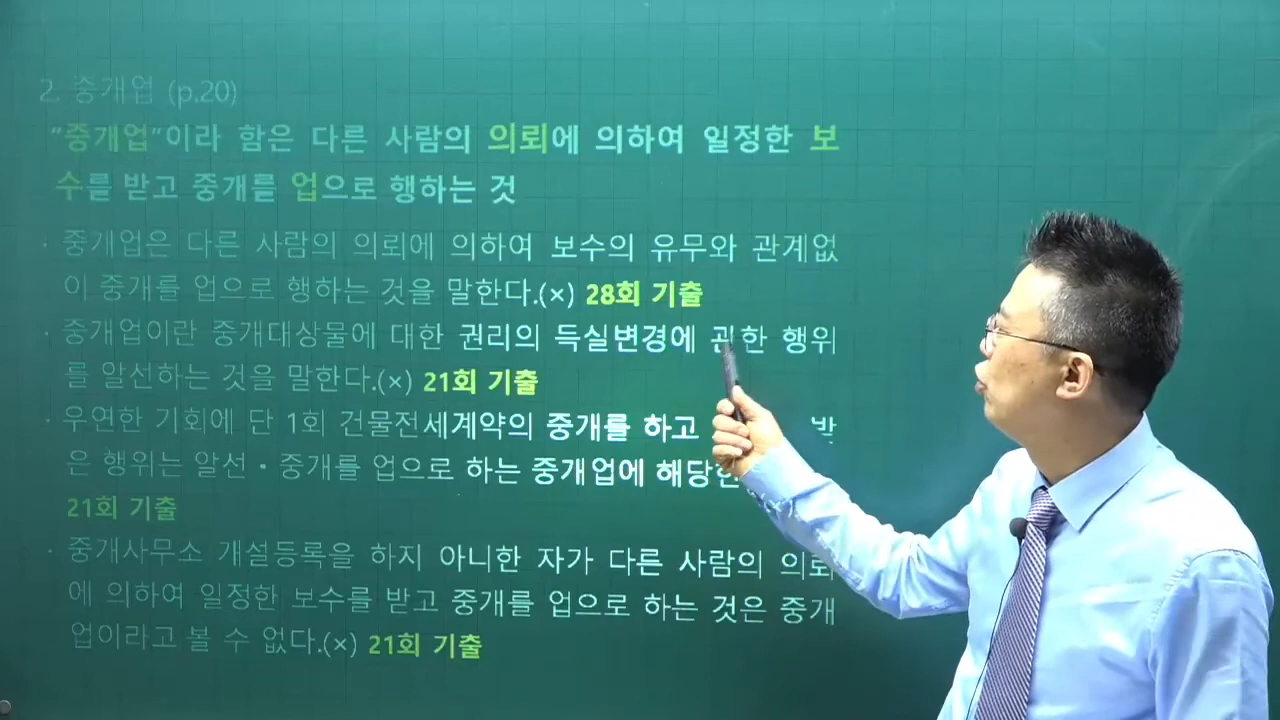 2. 중개업 (p.20)
“중개업”이라 함은 다른 사람의 의뢰에 의하여 일정한 보
수를 받고 중개를 업으로 행하는 것
· 중개업은 다른 사람의 의뢰에 의하여 보수의 유무와 관계없
이 중개를 업으로 행하는 것을 말한다.(×) 28회 기출
· 중개업이란 중개대상물에 대한 권리의 득실변경에 관한 행위
를 알선하는 것을 말한다.(×) 21회 기출
· 우연한 기회에 단 1회 건물전세계약의 중개를 하고
은 행위는 알선・중개를 업으로 하는 중개업에
21회 기출
· 중개사무소 개설등록을 하지 아니한 자가 다른 사람의 의뢰
에 의하여 일정한 보수를 받고 중개를 업으로 하는 것은 중개
업이라고 볼 수 없다.(×) 21회 기출